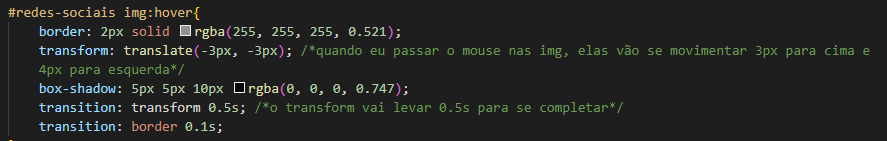 #redes-sociais img:hover{
border: 2px solid rgba(255, 255, 255, 0.521);
transform: translate(-3px, -3px); /*quando eu passar o mouse nas img, elas vão se movimentar 3px para cima e
4px para esquerda*/
box-shadow: 5px 5px 10px rgba(0, 0, 0, 0.747);
transition: transform 0.5s; /*o transform vai levar 0.5s para se completar*/
transition: border 0.1s;